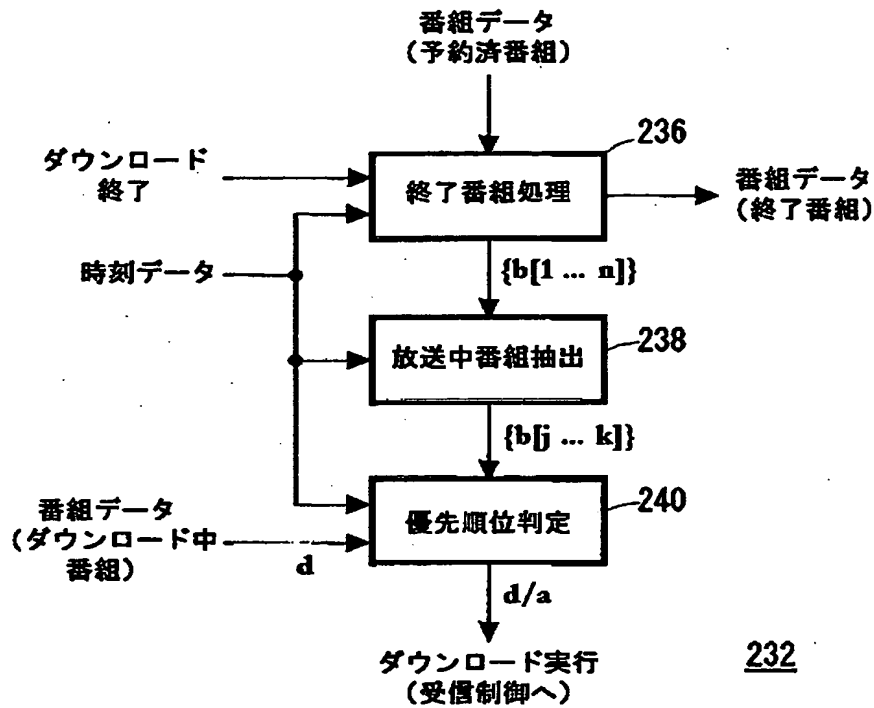 番組データ
(予約済番組)
236
ダウンロード
終了
終了番組処理
番組データ
(終了番組)
時刻データ
{b[1 ... n]}
238
放送中番組抽出
{b[j ... k]}
240
番組データ
(ダウンロード中
番組)
d
優先順位判定
d/a
ダウンロード実行
(受信制御へ)
232